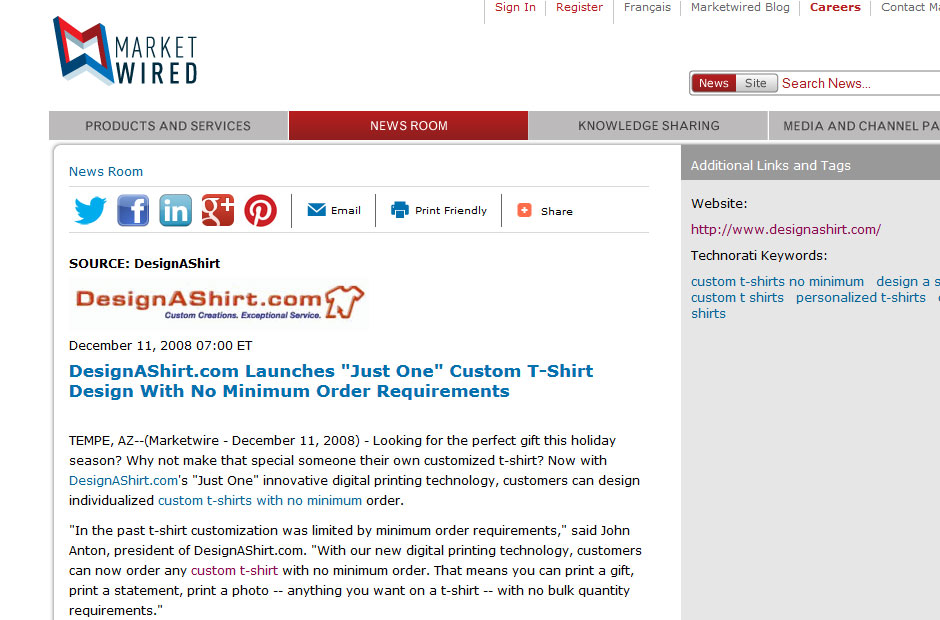 Sign In Register Français Marketwired Blog Careers Contact
MARKET
WIRED
News Site Search News...
PRODUCTS AND SERVICES NEWS ROOM KNOWLEDGE SHARING MEDIA AND CHANNEL
News Room
Email Print Friendly Share
SOURCE: DesignAShirt
DesignAShirt.com
Custom Creations. Exceptional Service.
December 11, 2008 07:00 ET
DesignAShirt.com Launches "Just One" Custom T-Shirt
Design With No Minimum Order Requirements
TEMPE, AZ--(Marketwire - December 11, 2008) - Looking for the perfect gift this holiday
season? Why not make that special someone their own customized t-shirt? Now with
DesignAShirt.com's "Just One" innovative digital printing technology, customers can design
individualized custom t-shirts with no minimum order.
"In the past t-shirt customization was limited by minimum order requirements," said John
Anton, president of DesignAShirt.com. "With our new digital printing technology, customers
can now order any custom t-shirt with no minimum order. That means you can print a gift,
print a statement, print a photo -- anything you want on a t-shirt -- with no bulk quantity
requirements."
Additional Links and Tags
Website:
http://www.designashirt.com/
Technorati Keywords:
custom t-shirts no minimum design a
custom t shirts personalized t-shirts
shirts